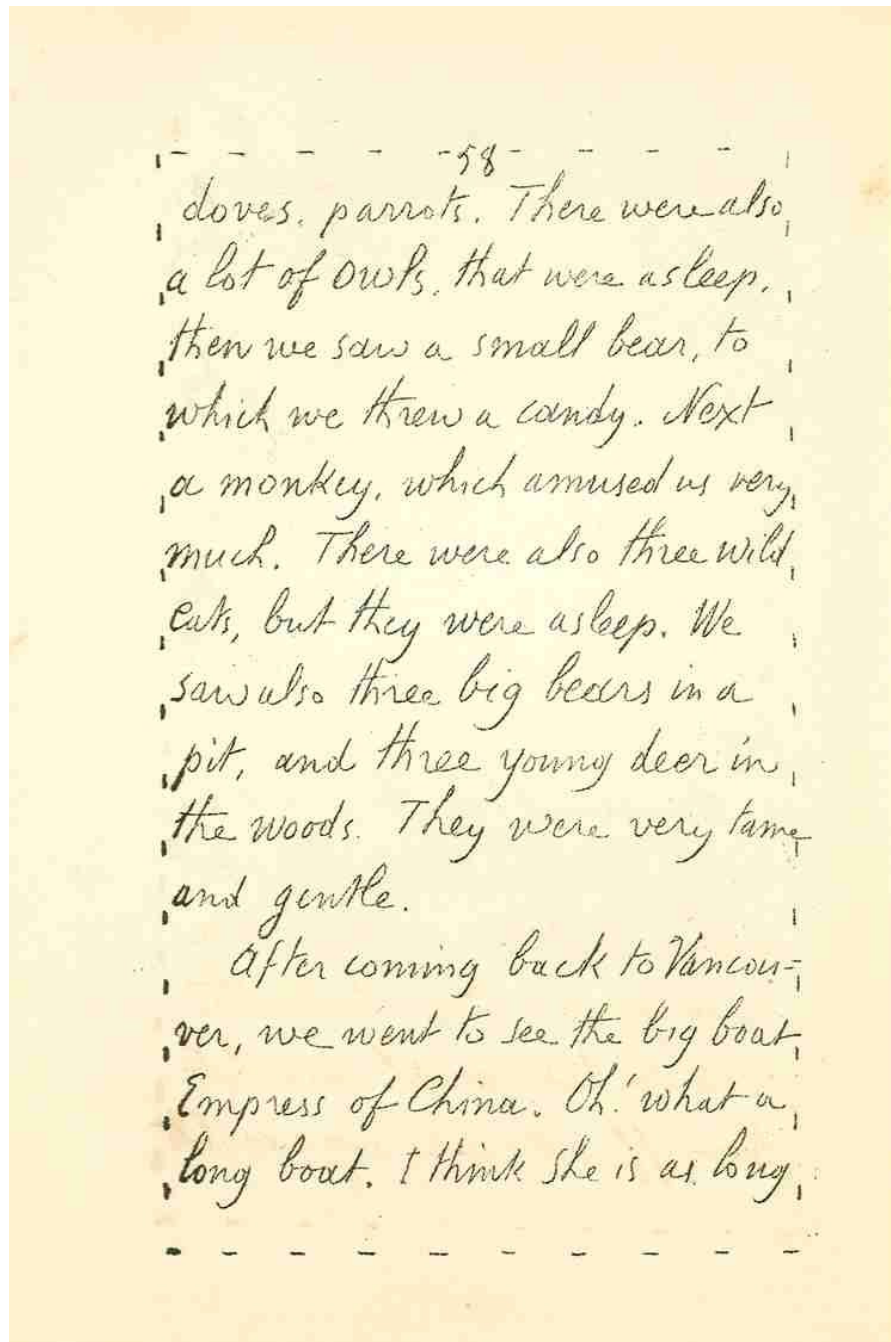 58
doves, parrots. There were also
a lot of owls, that were asleep,
then we saw a small bear, to
which we threw a candy. Next
a monkey, which amused us very
much. There were also three wild
cats, but they were asleep. We
saw also three big bears in a
pit, and three young deer in
the woods. They were very tame
and gentle.
After coming back to Vancou=
ver, we went to see the big boat
Empress of China. Oh! what a
long boat. I think she is as long